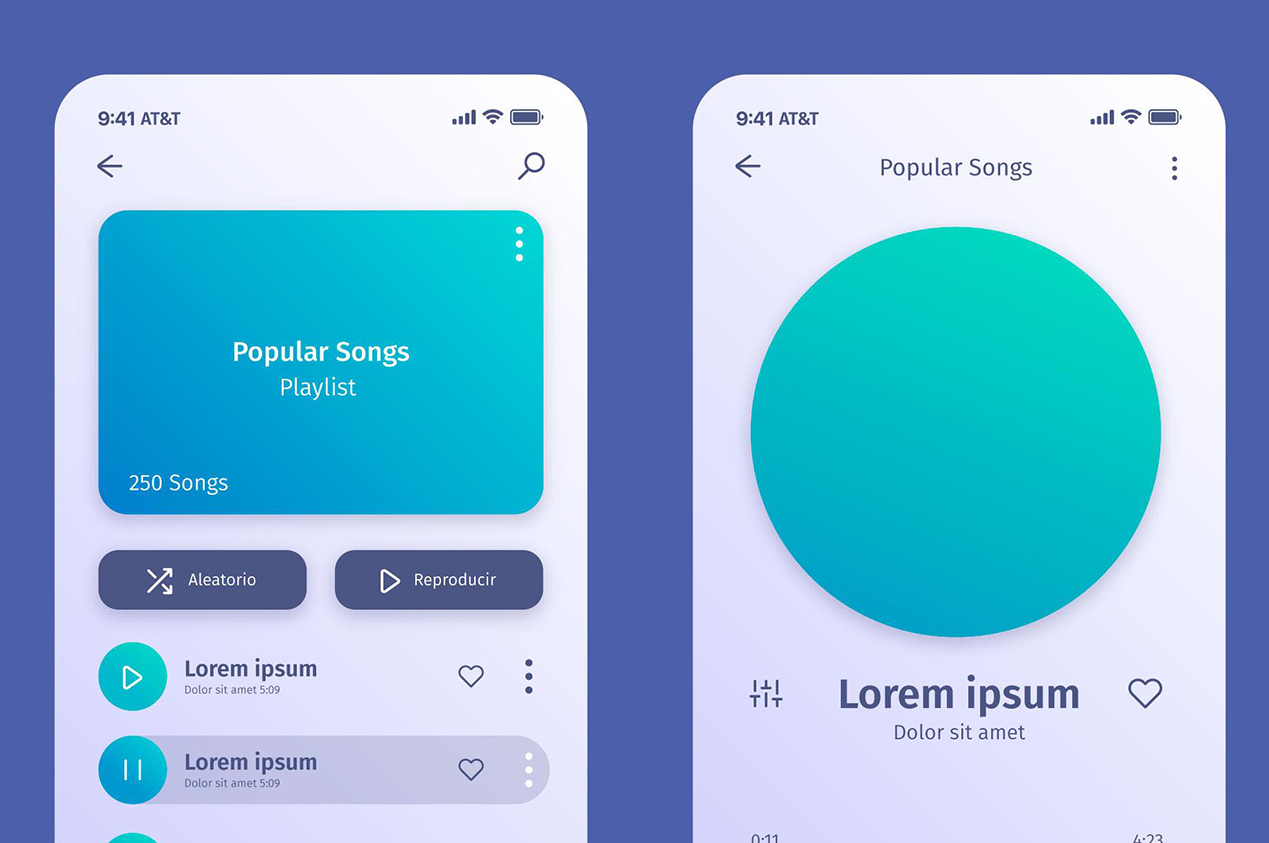 9:41 AT&T
Popular Songs
Playlist
250 Songs
Aleatorio
Reproducir
Lorem ipsum
Dolor sit amet 5:09
Lorem ipsum
Dolor sit amet 5:09
9:41 AT&T
Popular Songs
Lorem ipsum
Dolor sit amet
0:11
4:23